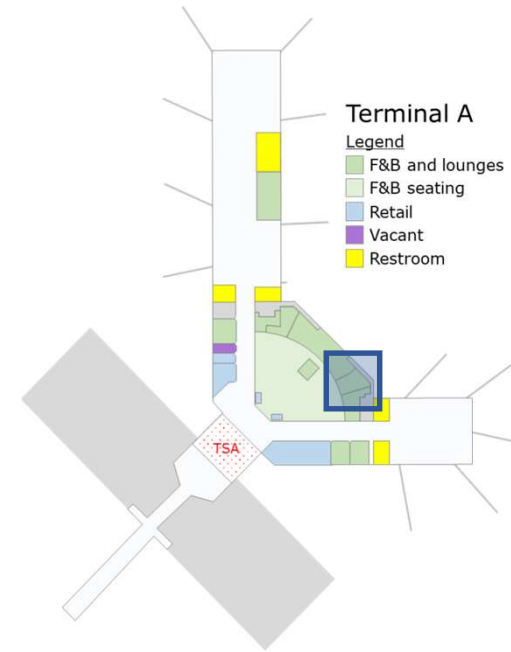 Terminal A
Legend
F&B and lounges
F&B seating
Retail
Vacant
Restroom
TSA